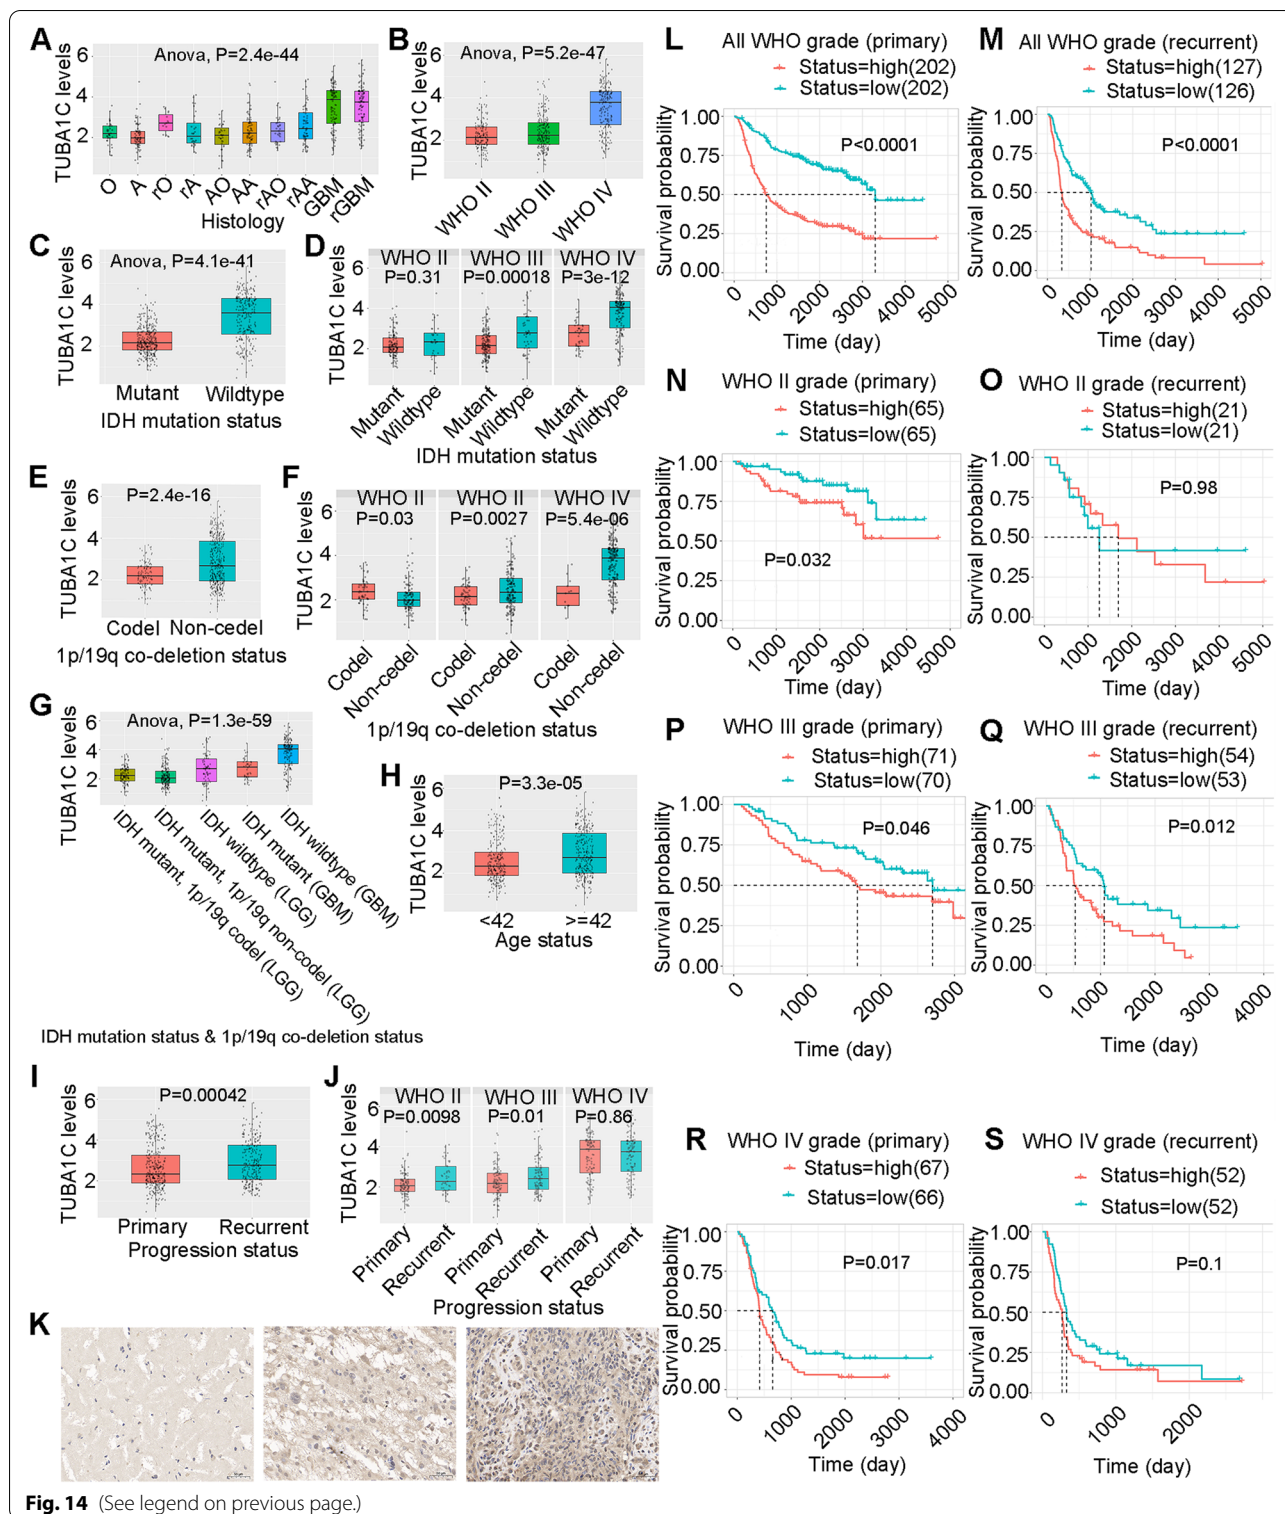 A
TUBA1C levels
Anova, P=2.4e-44
6
4
2
O
A
rO
rA
AO
AA
rAO
rAA
GBM
rGBM
Histology
B
TUBA1C levels
Anova, P=5.2e-47
6
4
2
WHO II
WHO III
WHO IV
C
TUBA1C levels
Anova, P=4.1e-41
6
4
2
Mutant Wildtype
IDH mutation status
D
TUBA1C levels
WHO II WHO III WHO IV
P=0.31 P=0.00018 P=3e-12
6
4
2
Mutant
Wildtype
Mutant
Wildtype
Mutant
Wildtype
IDH mutation status
E
TUBA1C levels
P=2.4e-16
6
4
2
Codel Non-cedel
1p/19q co-deletion status
F
TUBA1C levels
WHO II WHO II WHO IV
P=0.03 P=0.0027 P=5.4e-06
6
4
2
Codel
Non-cedel
Codel
Non-cedel
Codel
Non-cedel
1p/19q co-deletion status
G
TUBA1C levels
Anova, P=1.3e-59
6
4
2
IDH mutant, 1p/19q codel (LGG)
IDH mutant, 1p/19q non-codel (LGG)
IDH wildtype (LGG)
IDH mutant (GBM)
IDH wildtype (GBM)
IDH mutation status & 1p/19q co-deletion status
H
TUBA1C levels
P=3.3e-05
6
4
2
<42 >=42
Age status
I
TUBA1C levels
P=0.00042
6
4
2
Primary Recurrent
Progression status
J
TUBA1C levels
WHO II WHO III WHO IV
P=0.0098 P=0.01 P=0.86
6
4
2
Primary
Recurrent
Primary
Recurrent
Primary
Recurrent
Progression status
K
L
All WHO grade (primary)
Status=high(202)
Status=low(202)
Survival probability
1.00
0.75
0.50
0.25
0.00
P<0.0001
0
1000
2000
3000
4000
5000
Time (day)
M
All WHO grade (recurrent)
Status=high(127)
Status=low(126)
Survival probability
1.00
0.75
0.50
0.25
0.00
P<0.0001
0
1000
2000
3000
4000
5000
Time (day)
N
WHO II grade (primary)
Status=high(65)
Status=low(65)
Survival probability
1.00
0.75
0.50
0.25
0.00
P=0.032
0
1000
2000
3000
4000
5000
Time (day)
O
WHO II grade (recurrent)
Status=high(21)
Status=low(21)
Survival probability
1.00
0.75
0.50
0.25
0.00
P=0.98
0
1000
2000
3000
4000
5000
Time (day)
P
WHO III grade (primary)
Status=high(71)
Status=low(70)
Survival probability
1.00
0.75
0.50
0.25
0.00
P=0.046
0
1000
2000
3000
Time (day)
Q
WHO III grade (recurrent)
Status=high(54)
Status=low(53)
Survival probability
1.00
0.75
0.50
0.25
0.00
P=0.012
0
1000
2000
3000
4000
Time (day)
R
WHO IV grade (primary)
Status=high(67)
Status=low(66)
Survival probability
1.00
0.75
0.50
0.25
0.00
P=0.017
0
1000
2000
3000
4000
Time (day)
S
WHO IV grade (recurrent)
Status=high(52)
Status=low(52)
Survival probability
1.00
0.75
0.50
0.25
0.00
P=0.1
0
1000
2000
Time (day)
Fig. 14 (See legend on previous page.)